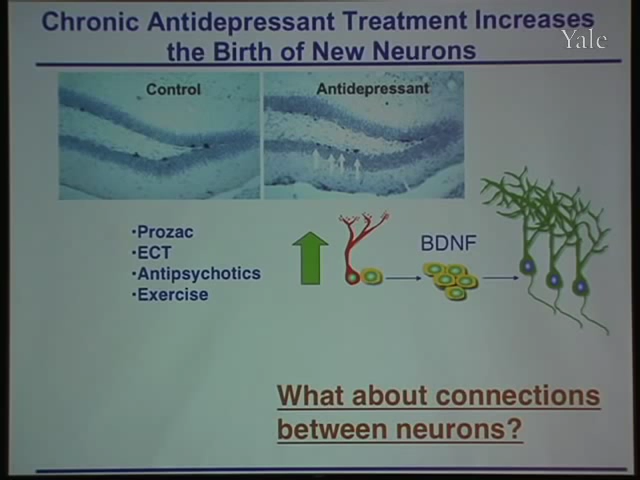 Chronic Antidepressant Treatment Increases
the Birth of New Neurons
Yale
Control
Antidepressant
•Prozac
•ECT
•Antipsychotics
•Exercise
BDNF
What about connections
between neurons?